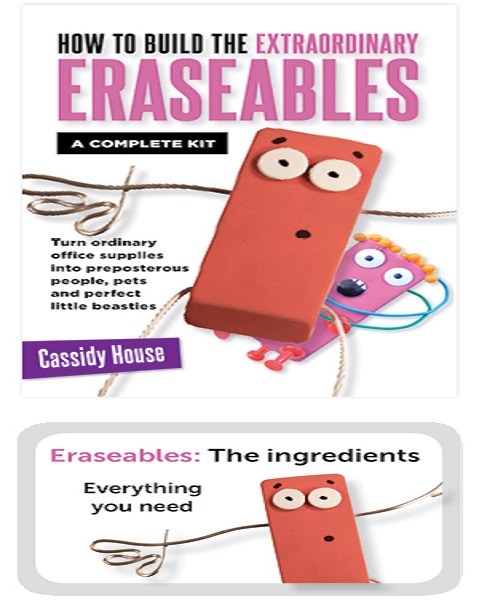 HOW TO BUILD THE EXTRAORDINARY
ERASEABLES
A COMPLETE KIT
Turn ordinary
office supplies
into preposterous
people, pets
and perfect
little beasties
Cassidy House
Eraseables: The ingredients
Everything
you need